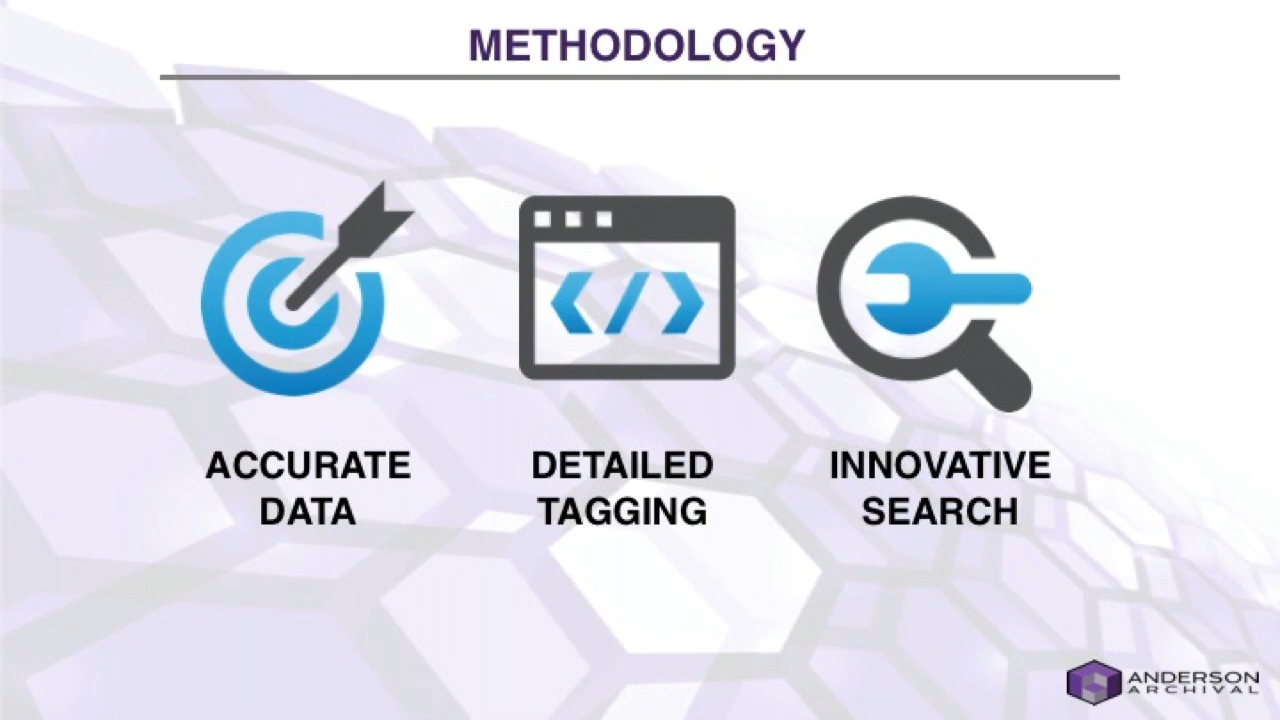 METHODOLOGY
ACCURATE
DATA
DETAILED
TAGGING
INNOVATIVE
SEARCH
ANDERSON
ARCHIVAL